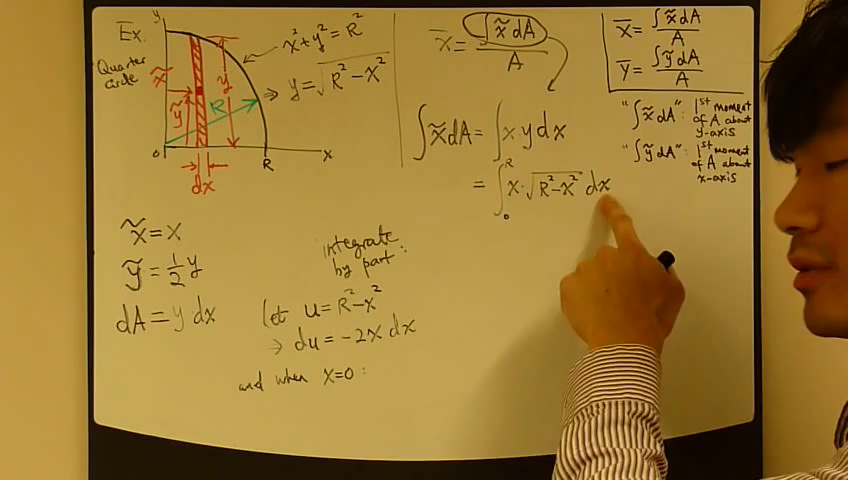 Ex.
Quarter
circle
y
x² + y² = R²
⇒ y = √(R² − x²)
x̃
ỹ
R
y
0
R
x
dx
x̃ = x
ỹ = 1/2 y
dA = y·dx
integrate
by part:
let u = R² − x²
⇒ du = −2x dx
and when x=0:
x̄ = ∫x̃ dA / A
∫x̃ dA = ∫x y dx
= ∫₀ᴿ x·√(R² − x²) dx
x̄ = ∫x̃ dA / A
ȳ = ∫ỹ dA / A
"∫x̃ dA": 1st moment
of A about
y-axis
"∫ỹ dA": 1st moment
of A about
x-axis